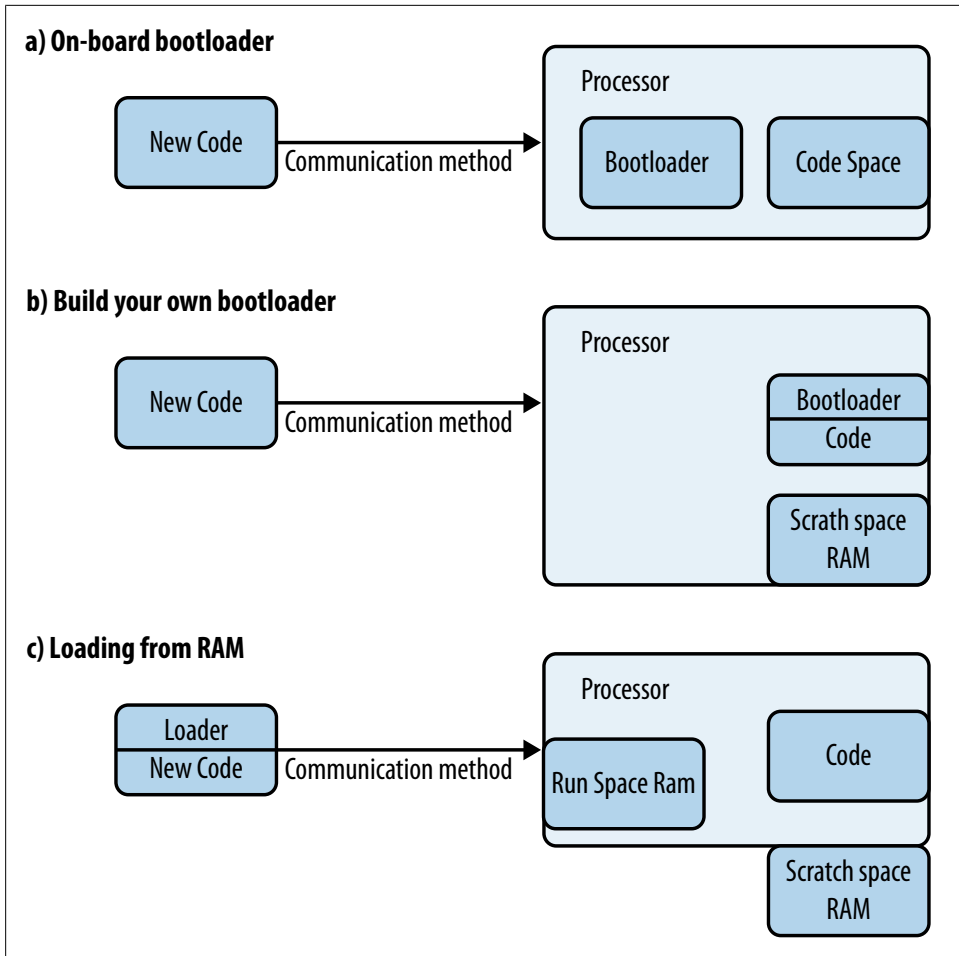 a) On-board bootloader
New Code
Communication method
Processor
Bootloader
Code Space
b) Build your own bootloader
New Code
Communication method
Processor
Bootloader
Code
Scrath space
RAM
c) Loading from RAM
Loader
New Code
Communication method
Processor
Run Space Ram
Code
Scratch space
RAM